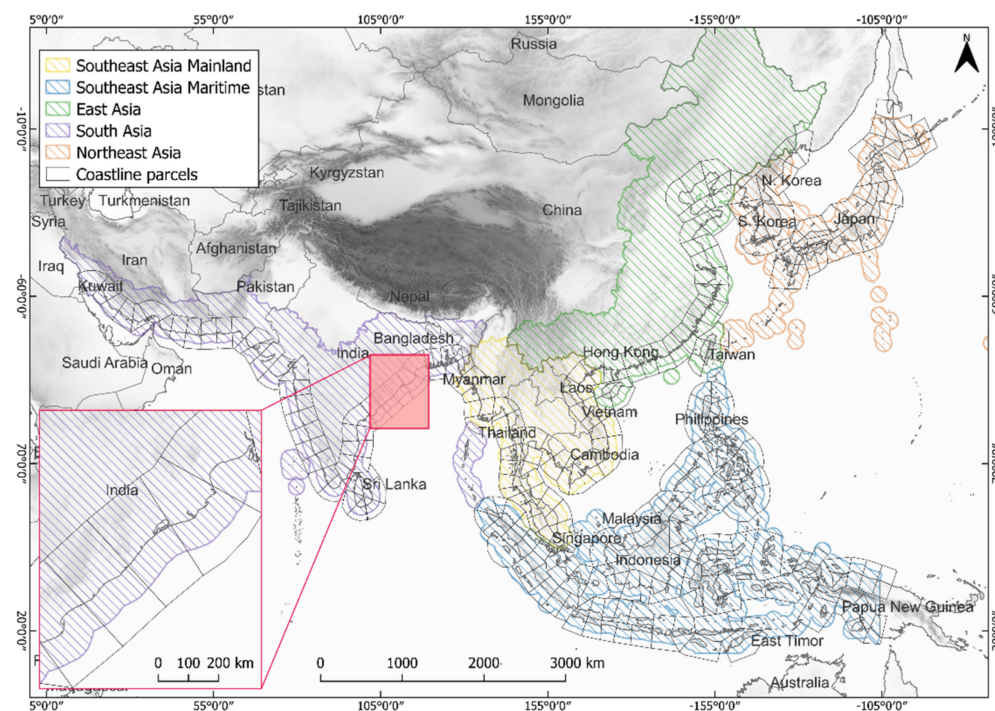 5°0'0" 55°0'0" 105°0'0" 155°0'0" -155°0'0" -105°0'0"
N
Southeast Asia Mainland
Southeast Asia Maritime
East Asia
South Asia
Northeast Asia
Coastline parcels
stan
Russia
Mongolia
Kyrgyzstan
N. Korea
Turkey Turkmenistan
Tajikistan
China
Syria
S. Korea
Japan
Afghanistan
Iran
Iraq
Kuwait
Pakistan
Nepal
Bangladesh
India
Hong Kong
Taiwan
Saudi Arabia
Oman
Myanmar
Laos
Vietnam
Philippines
Thailand
Cambodia
Sri Lanka
India
Malaysia
Singapore
Indonesia
Papua New Guinea
East Timor
Australia
0 100 200 km
0 1000 2000 3000 km
5°0'0" 55°0'0" 105°0'0" 155°0'0" -155°0'0" -105°0'0"